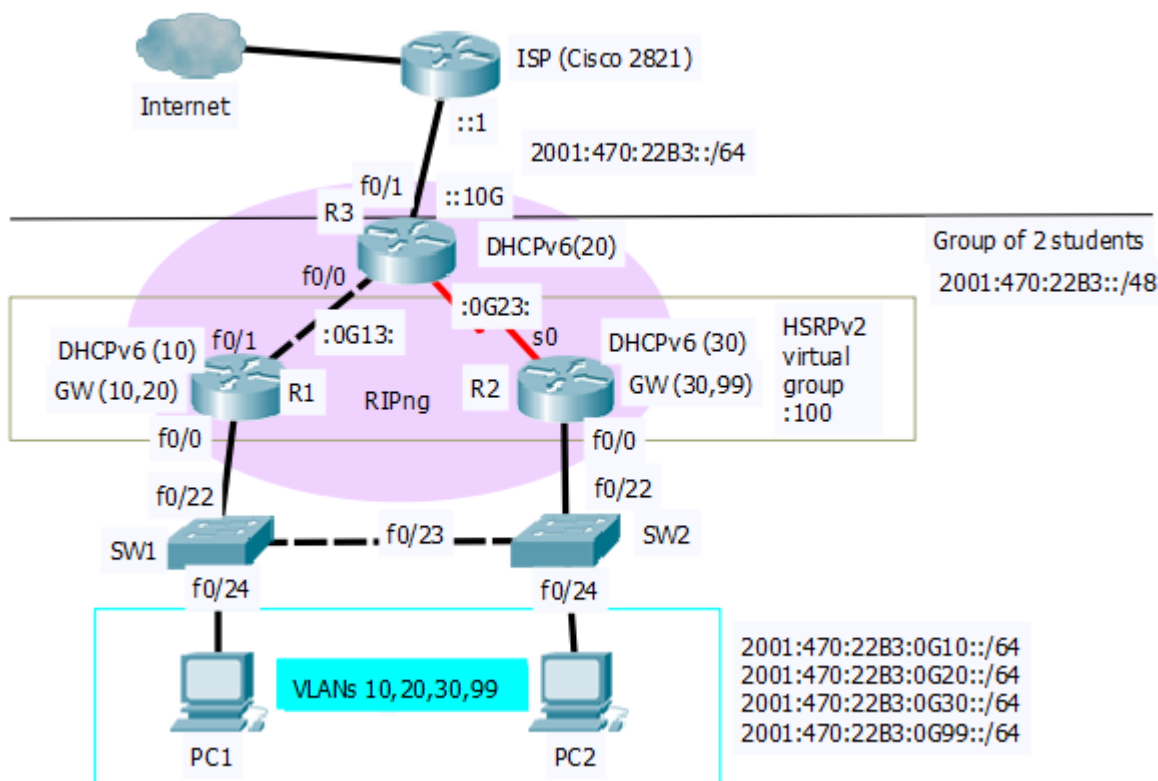 ISP (Cisco 2821)
Internet
::1
2001:470:22B3::/64
f0/1
::10G
R3
DHCPv6(20)
Group of 2 students
2001:470:22B3::/48
f0/0
:0G23:
:0G13:
s0
HSRPv2
virtual
group
:100
DHCPv6 (10)
f0/1
DHCPv6 (30)
GW (10,20)
R1
RIPng
R2
GW (30,99)
f0/0
f0/0
f0/22
f0/22
SW1
f0/23
SW2
f0/24
f0/24
VLANs 10,20,30,99
PC1
PC2
2001:470:22B3:0G10::/64
2001:470:22B3:0G20::/64
2001:470:22B3:0G30::/64
2001:470:22B3:0G99::/64